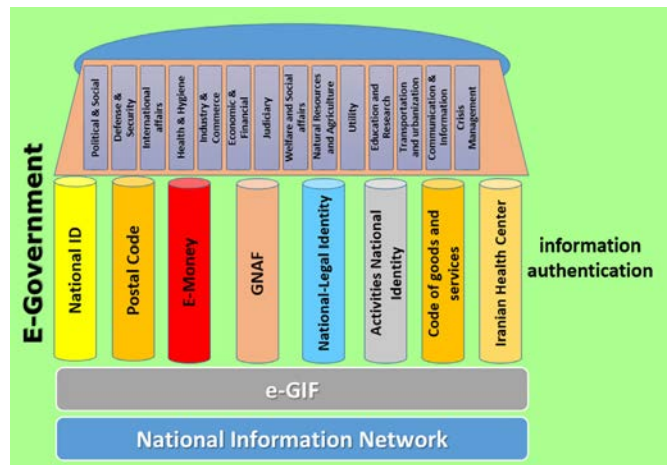 Political & Social
Defense &
Security
International
affairs
Health & Hygiene
Industry &
Commerce
Economic &
Financial
Judiciary
Welfare and Social
affairs
Natural Resources
and Agriculture
Utility
Education and
Research
Transportation
and urbanization
Communication &
Information
Crisis
Management
E-Government
National ID
Postal Code
E-Money
GNAF
National-Legal Identity
Activities National
Identity
Code of goods and
services
Iranian Health Center
information
authentication
e-GIF
National Information Network